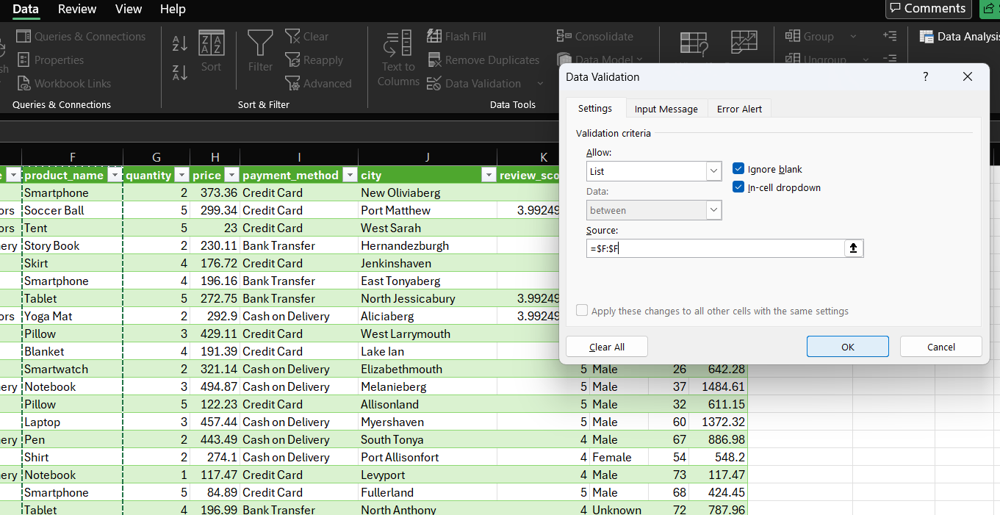 Data Review View Help Comments
Queries & Connections
Properties
Workbook Links
Queries & Connections
Sort
Filter
Clear
Reapply
Advanced
Sort & Filter
Text to
Columns
Flash Fill
Remove Duplicates
Data Validation
Consolidate
Data Model
Data Tools
Group
Ungroup
Data Analysis
Data Validation ?
Settings Input Message Error Alert
Validation criteria
Allow:
List
Ignore blank
In-cell dropdown
Data:
between
Source:
=$F:$F
Apply these changes to all other cells with the same settings
Clear All OK Cancel
F G H I J K
e product_name quantity price payment_method city review_sco
Smartphone 2 373.36 Credit Card New Oliviaberg
ors Soccer Ball 5 299.34 Credit Card Port Matthew 3.99249
ors Tent 5 23 Credit Card West Sarah
ery Story Book 2 230.11 Bank Transfer Hernandezburgh
Skirt 4 176.72 Credit Card Jenkinshaven
Smartphone 4 196.16 Bank Transfer East Tonyaberg
Tablet 5 272.75 Bank Transfer North Jessicabury 3.99249
ors Yoga Mat 2 292.9 Cash on Delivery Aliciaberg 3.99249
Pillow 3 429.11 Credit Card West Larrymouth
Blanket 4 191.39 Credit Card Lake Ian
Smartwatch 2 321.14 Cash on Delivery Elizabethmouth 5 Male 26 642.28
ery Notebook 3 494.87 Cash on Delivery Melanieberg 5 Male 37 1484.61
Pillow 5 122.23 Credit Card Allisonland 5 Male 32 611.15
Laptop 3 457.44 Cash on Delivery Myershaven 5 Male 60 1372.32
ery Pen 2 443.49 Cash on Delivery South Tonya 4 Male 67 886.98
Shirt 2 274.1 Cash on Delivery Port Allisonfort 4 Female 54 548.2
ery Notebook 1 117.47 Credit Card Levyport 4 Male 73 117.47
Smartphone 5 84.89 Credit Card Fullerland 5 Male 68 424.45
Tablet 4 196.99 Bank Transfer North Anthony 4 Unknown 72 787.96